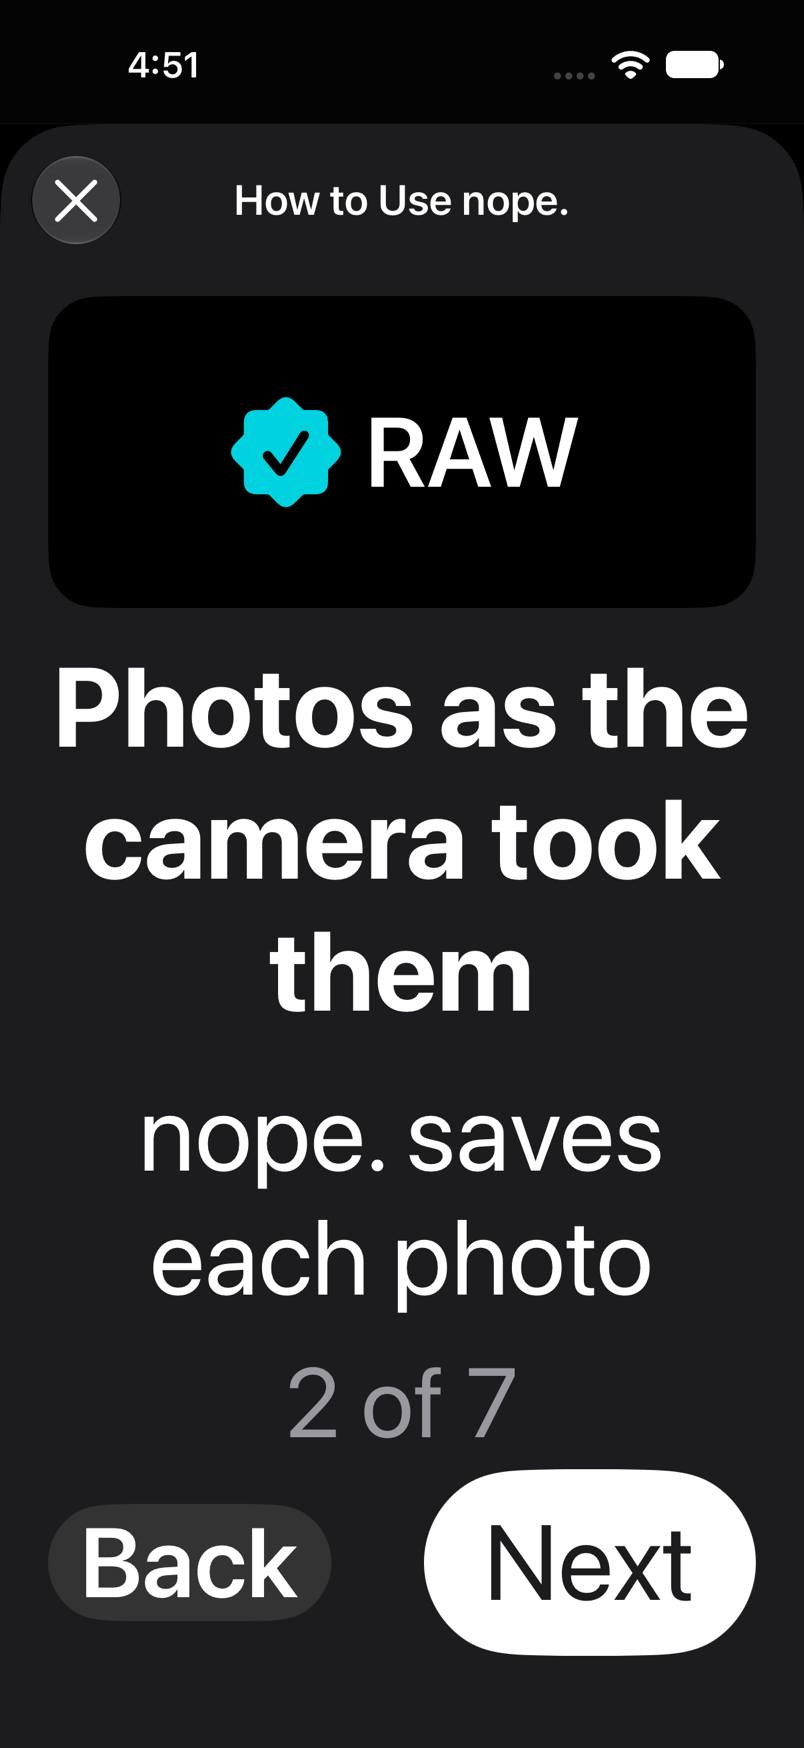 4:51
How to Use nope.
RAW
Photos as the
camera took
them
nope. saves
each photo
2 of 7
Back
Next